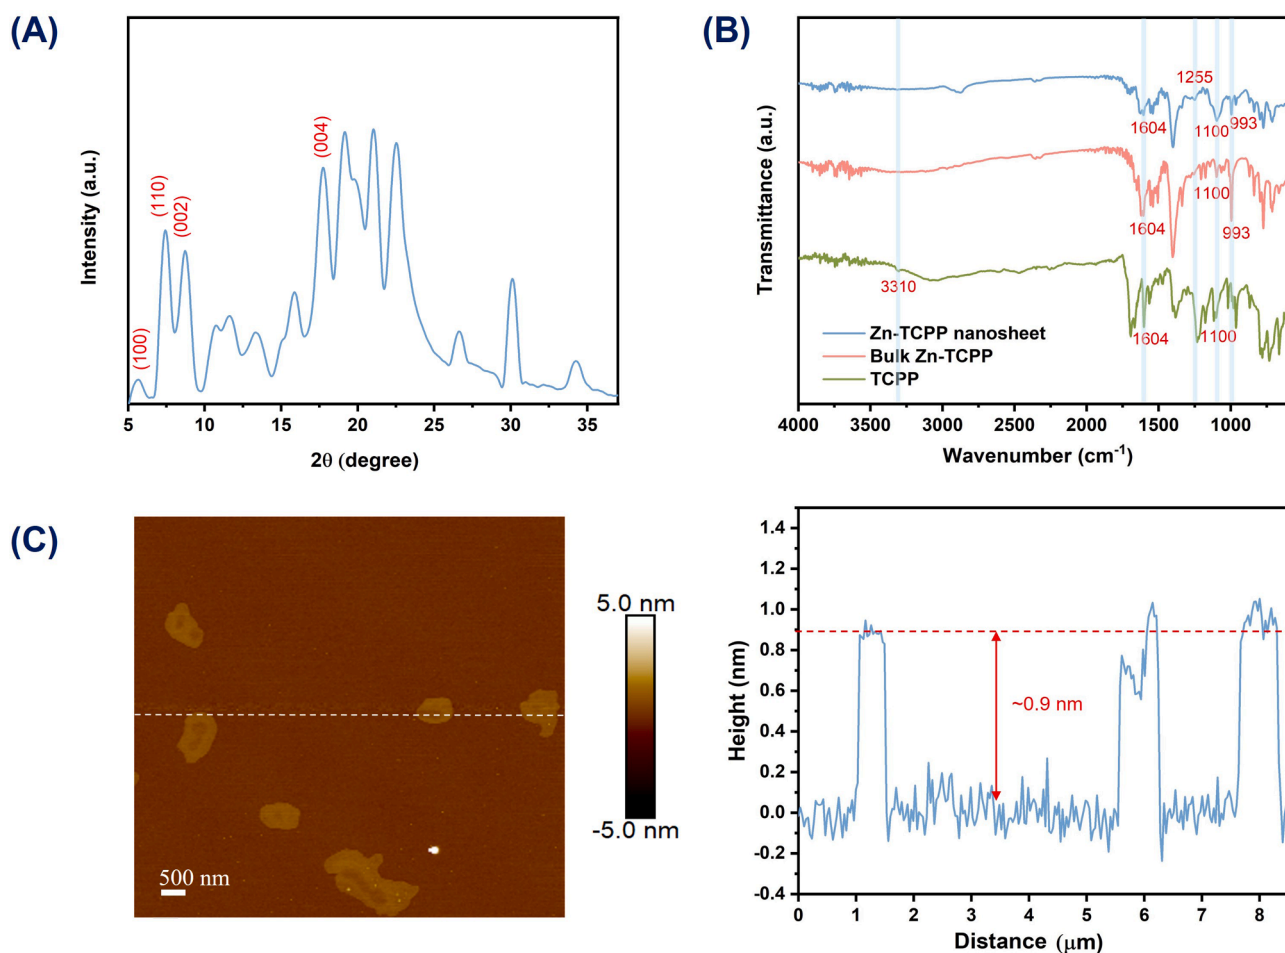 (A)
(100)
(110)
(002)
(004)
Intensity (a.u.)
5 10 15 20 25 30 35
2θ (degree)
(B)
1255
1604 1100 993
1100
1604 993
3310
1604 1100
Zn-TCPP nanosheet
Bulk Zn-TCPP
TCPP
Transmittance (a.u.)
4000 3500 3000 2500 2000 1500 1000
Wavenumber (cm-1)
(C)
500 nm
5.0 nm
-5.0 nm
1.4
1.2
1.0
0.8
0.6
0.4
0.2
0.0
-0.2
-0.4
Height (nm)
~0.9 nm
0 1 2 3 4 5 6 7 8
Distance (μm)